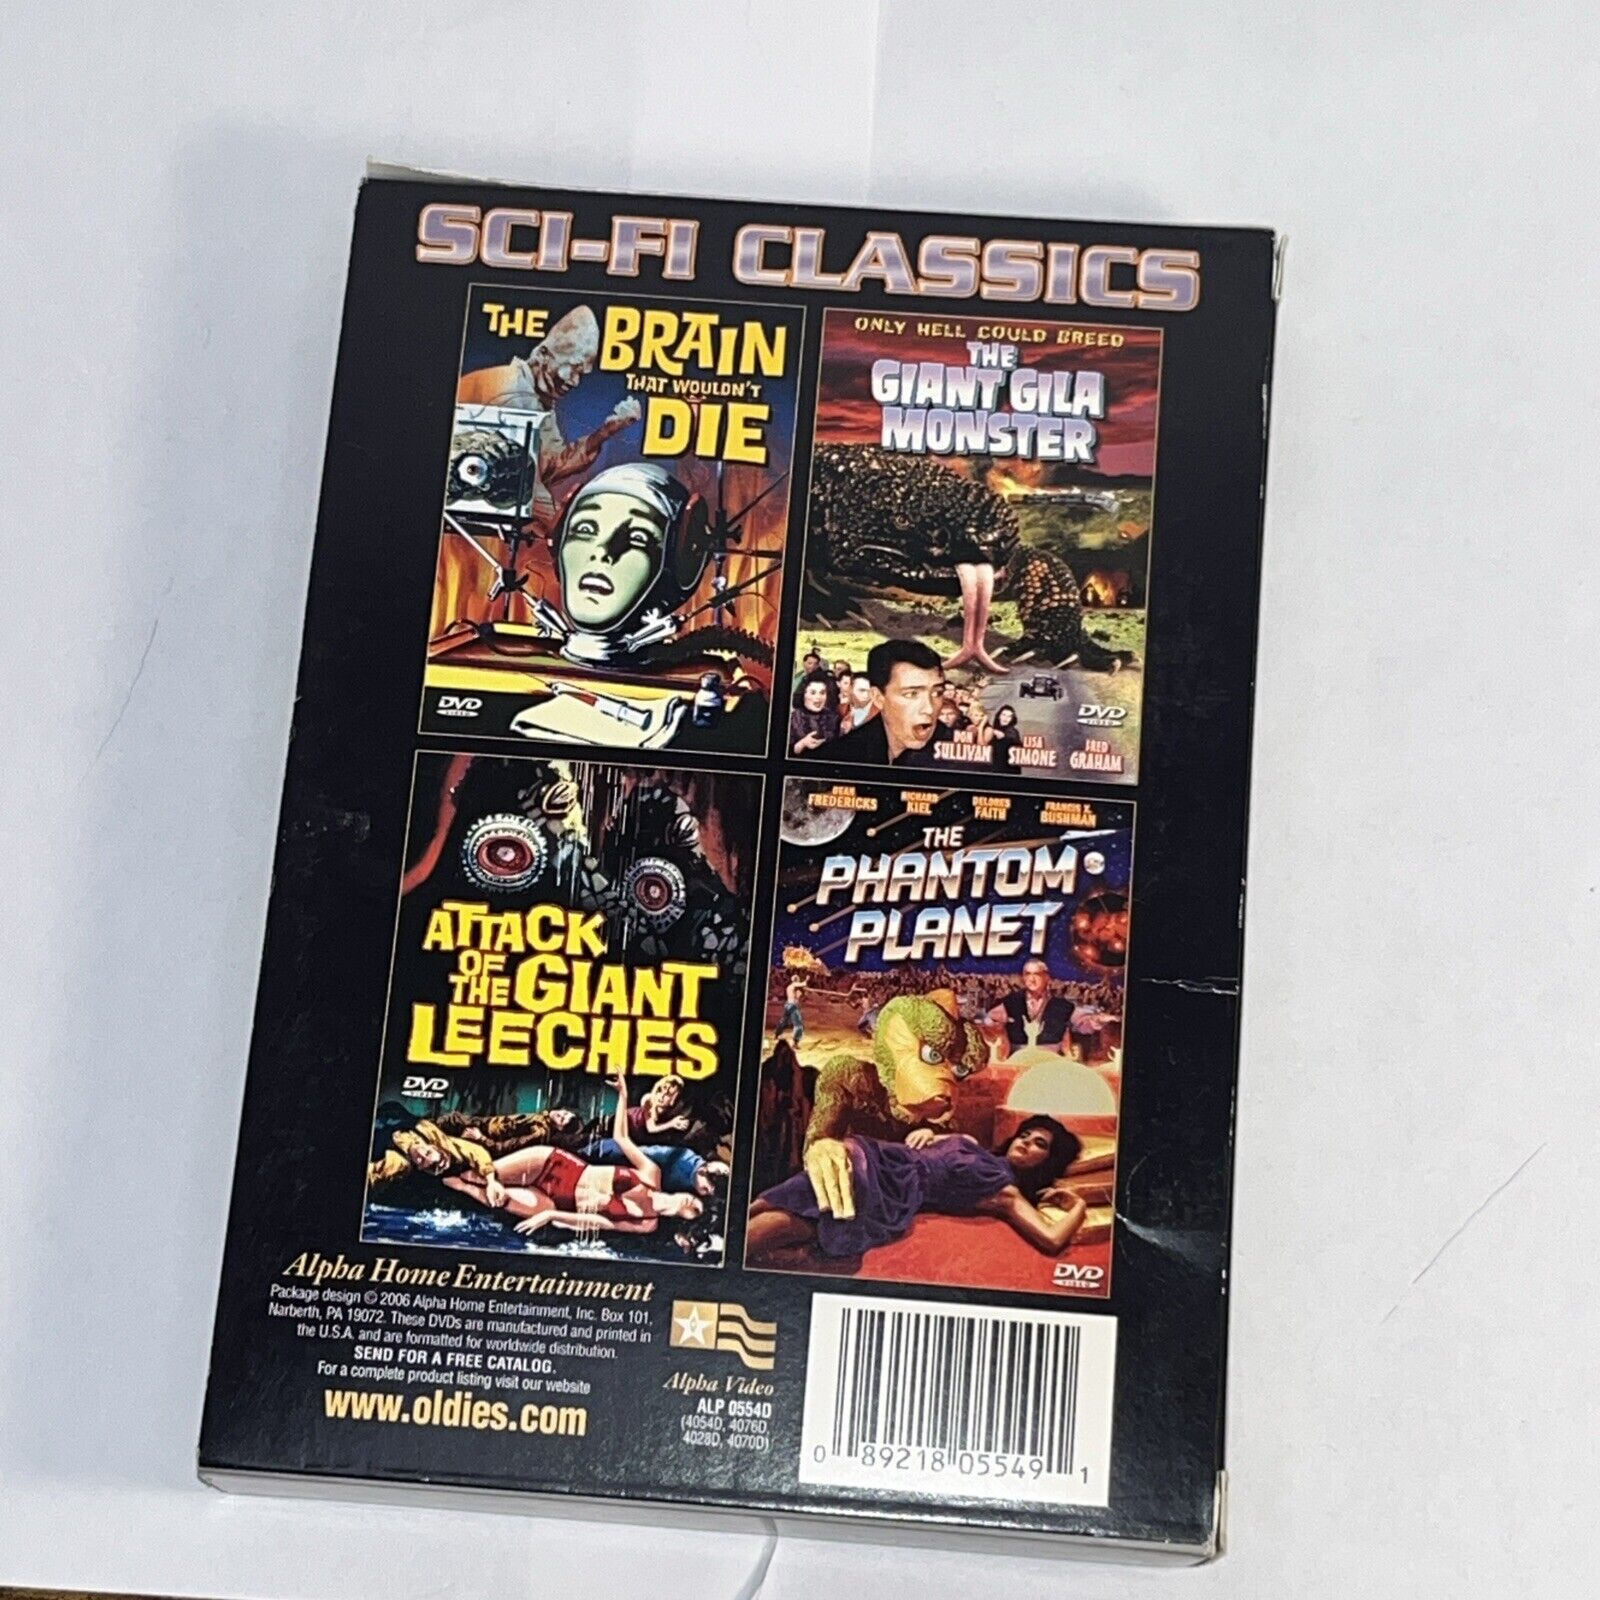 SCI-FI CLASSICS
THE BRAIN
THAT WOULDN'T
DIE
DVD
VIDEO
ONLY HELL COULD BREED
THE
GIANT GILA
MONSTER
DVD
VIDEO
DON SULLIVAN
LISA SIMONE
FRED GRAHAM
ATTACK
OF THE GIANT
LEECHES
DVD
VIDEO
DEAN FREDERICKS
RICHARD KIEL
DELORES FAITH
FRANCIS X. BUSHMAN
THE
PHANTOM
PLANET
DVD
VIDEO
Alpha Home Entertainment
Package design © 2006 Alpha Home Entertainment, Inc. Box 101,
Narberth, PA 19072. These DVDs are manufactured and printed in
the U.S.A. and are formatted for worldwide distribution.
SEND FOR A FREE CATALOG.
For a complete product listing visit our website
www.oldies.com
Alpha Video
ALP 0554D
(4054D, 4076D,
4028D, 4070D)
0 89218 05549 1